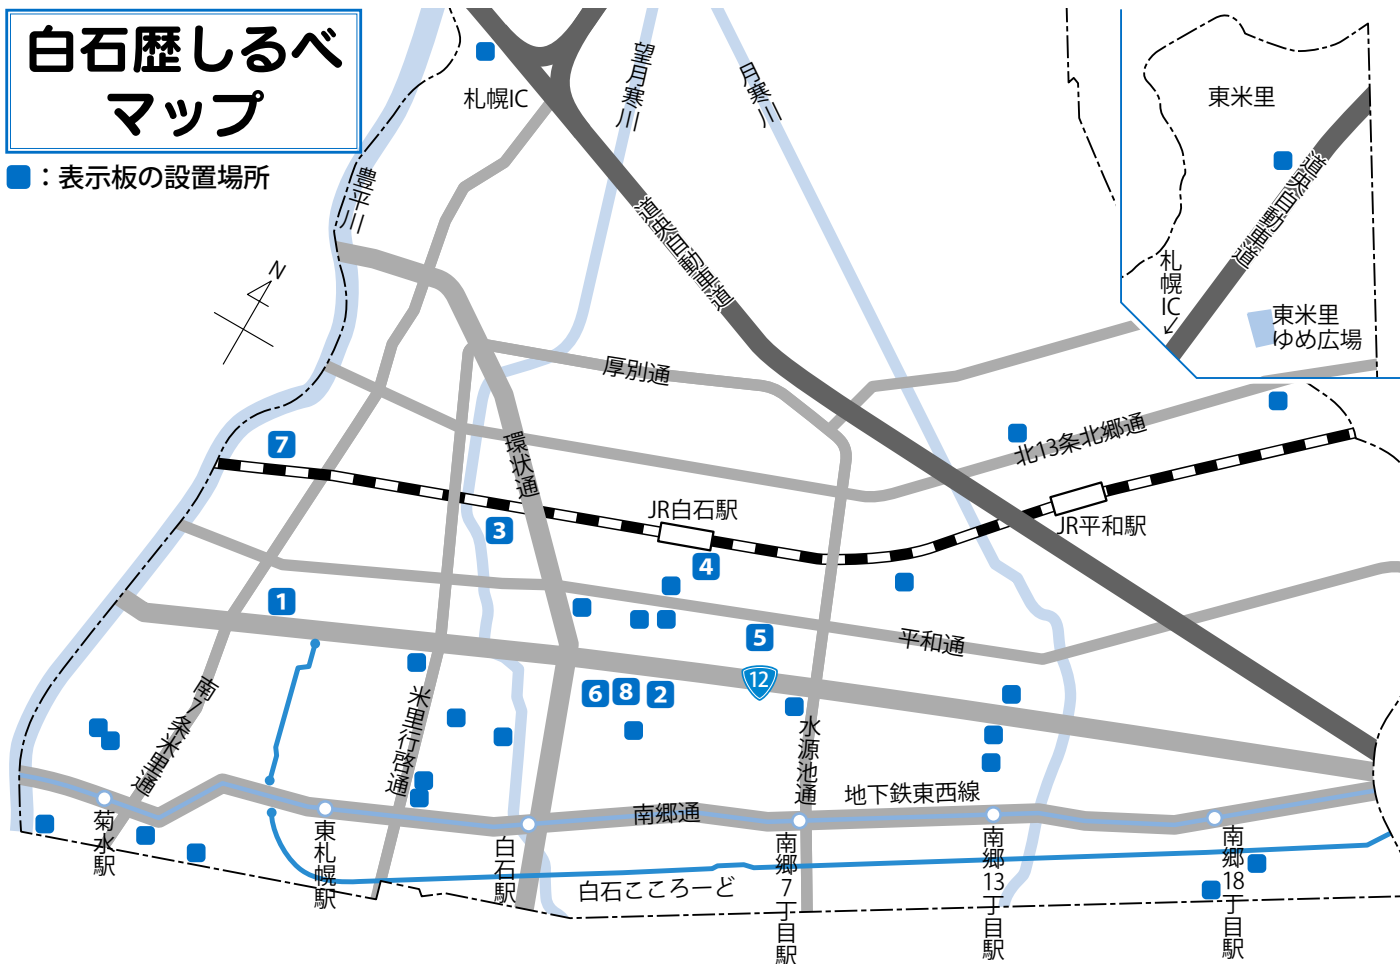 白石歴しるべ
マップ
：表示板の設置場所
札幌IC
望月寒川
月寒川
豊平川
道央自動車道
N
東米里
道央自動車道
札幌IC
東米里
ゆめ広場
厚別通
環状通
北13条北郷通
7
JR白石駅
JR平和駅
3
4
1
5
平和通
12
6
8
2
南7条米里通
米里行啓通
水源池通
地下鉄東西線
南郷通
菊水駅
東札幌駅
白石駅
南郷7丁目駅
南郷13丁目駅
南郷18丁目駅
白石こころーど